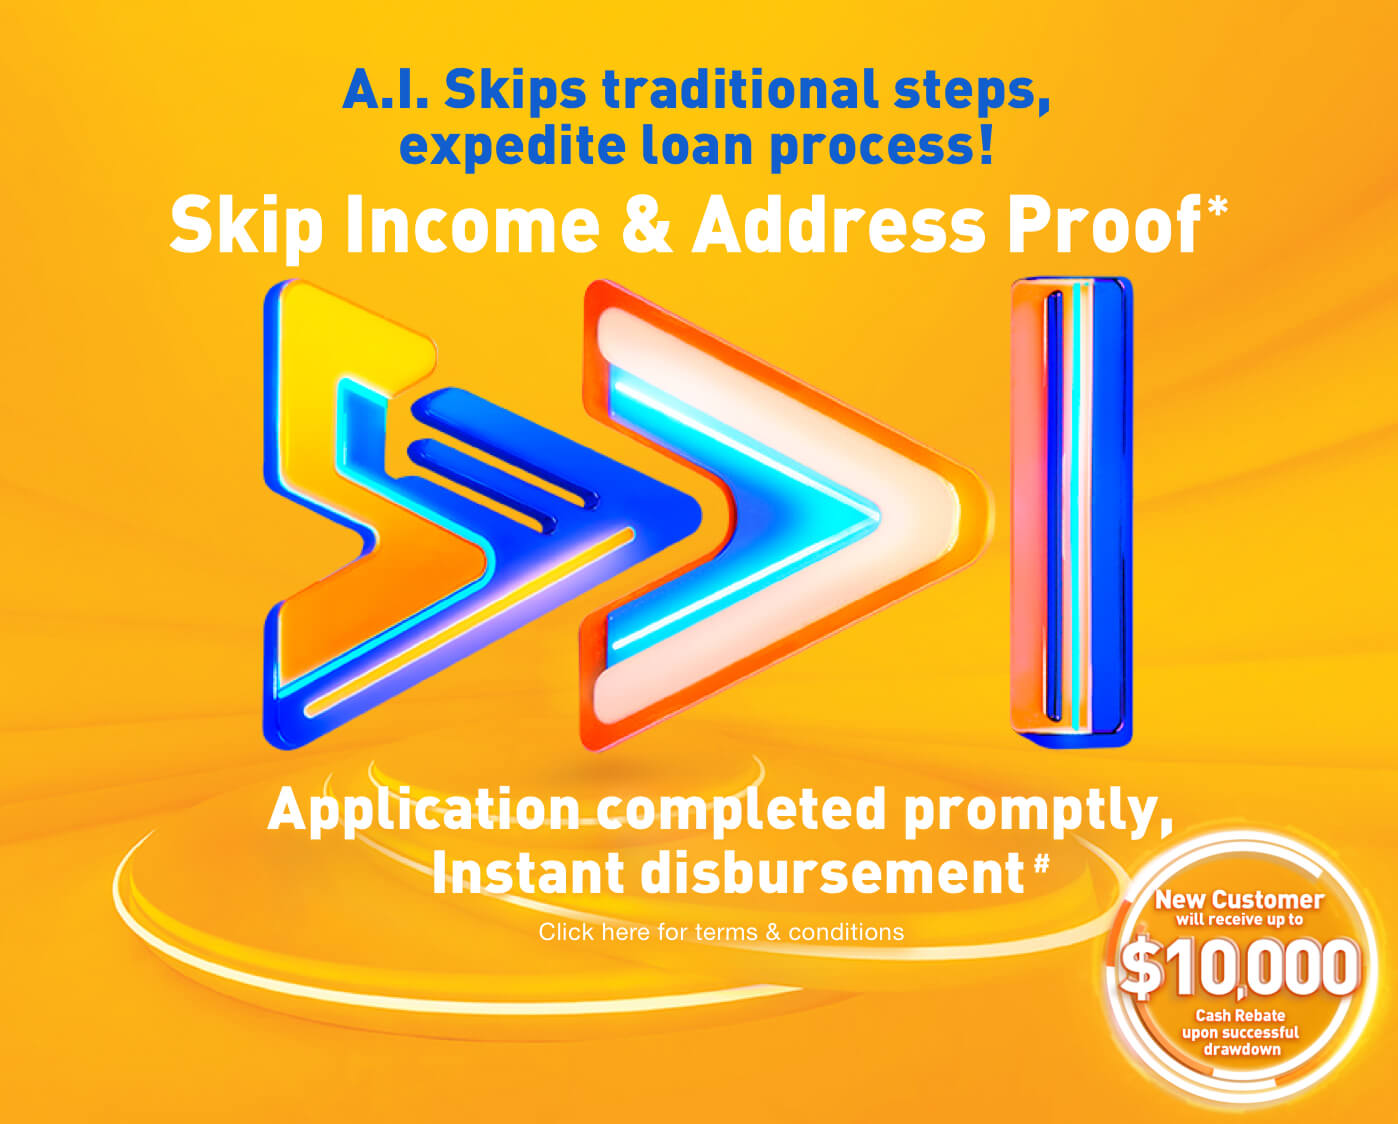 A.I. Skips traditional steps,
expedite loan process!
Skip Income & Address Proof*
Application completed promptly,
Instant disbursement#
Click here for terms & conditions
New Customer
will receive up to
$10,000
Cash Rebate
upon successful
drawdown